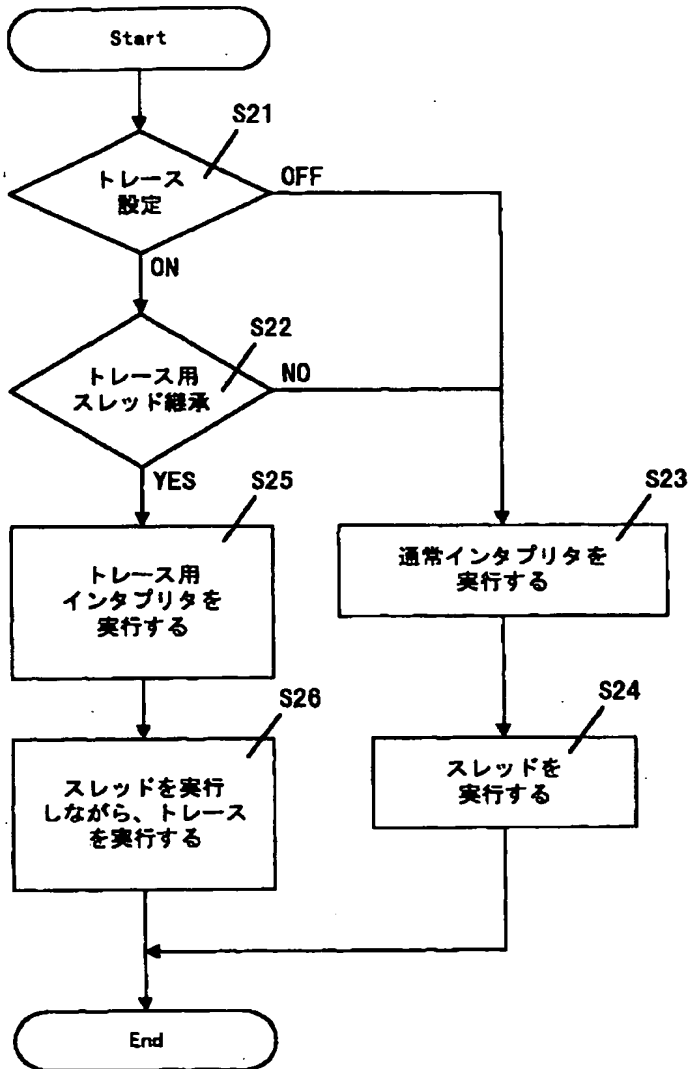 Start
S21
トレース
設定
OFF
ON
S22
トレース用
スレッド継承
NO
YES
S25
トレース用
インタプリタを
実行する
S23
通常インタプリタを
実行する
S26
スレッドを実行
しながら、トレース
を実行する
S24
スレッドを
実行する
End